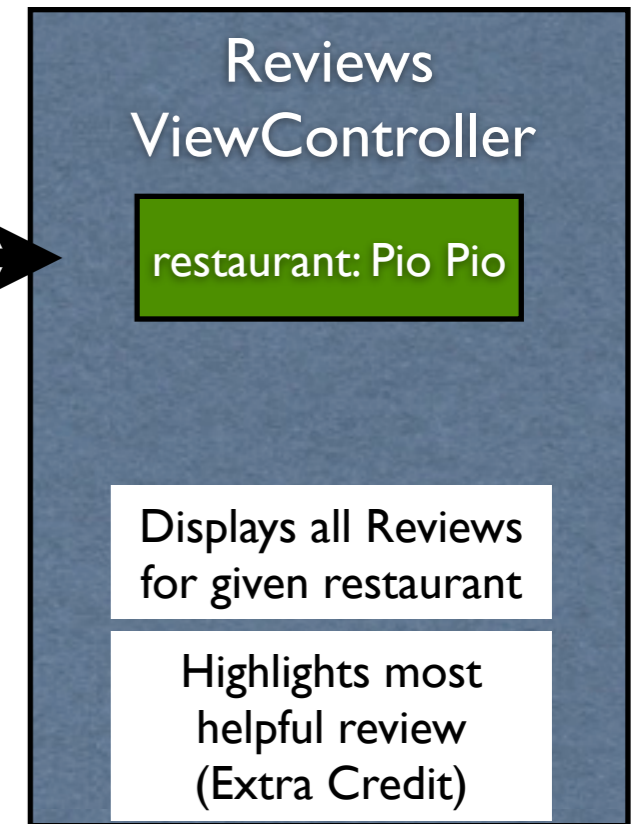 Reviews
ViewController
restaurant: Pio Pio
Displays all Reviews
for given restaurant
Highlights most
helpful review
(Extra Credit)